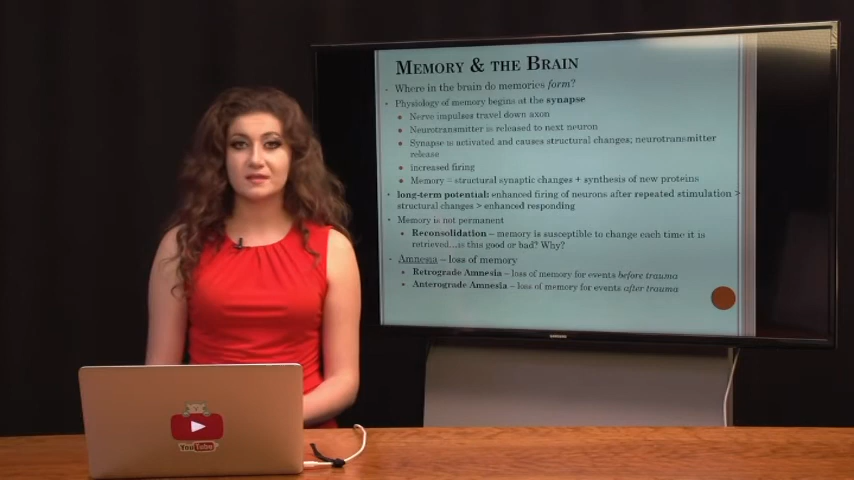 MEMORY & THE BRAIN
Where in the brain do memories form?
Physiology of memory begins at the synapse
Nerve impulses travel down axon
Neurotransmitter is released to next neuron
Synapse is activated and causes structural changes; neurotransmitter
release
increased firing
Memory = structural synaptic changes + synthesis of new proteins
long-term potential: enhanced firing of neurons after repeated stimulation >
structural changes > enhanced responding
Memory is not permanent
Reconsolidation – memory is susceptible to change each time it is
retrieved…is this good or bad? Why?
Amnesia – loss of memory
Retrograde Amnesia – loss of memory for events before trauma
Anterograde Amnesia – loss of memory for events after trauma
SAMSUNG
YouTube